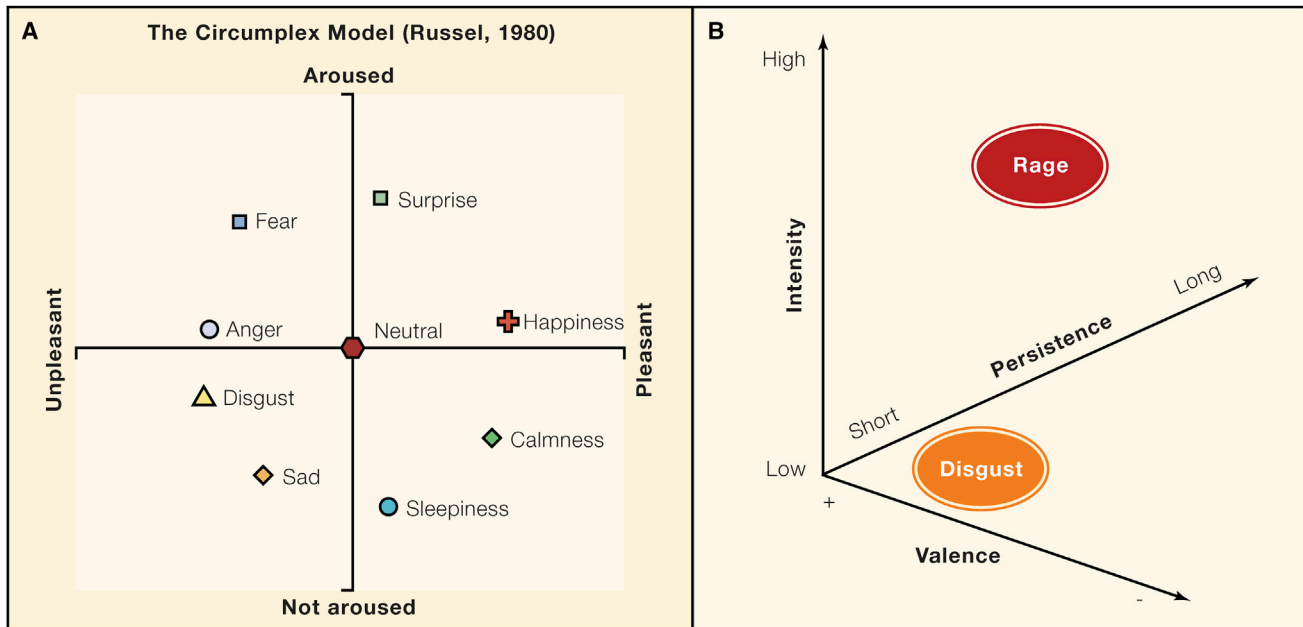 A
The Circumplex Model (Russel, 1980)
Aroused
Surprise
Fear
Unpleasant
Anger
Neutral
Happiness
Pleasant
Disgust
Calmness
Sad
Sleepiness
Not aroused
B
High
Rage
Intensity
Long
Persistence
Short
Low
Disgust
+
Valence
-